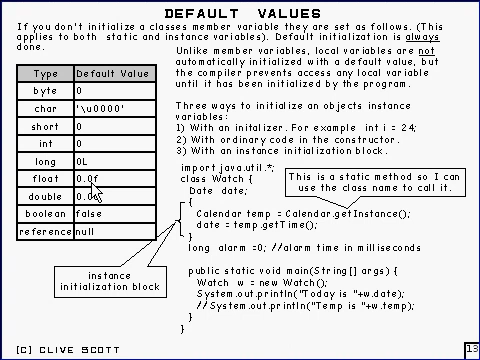 DEFAULT VALUES
If you don't initialize a classes member variable they are set as follows. (This
applies to both static and instance variables). Default initialization is always
done.
Type Default Value
byte 0
char '\u0000'
short 0
int 0
long 0L
float 0.0f
double
boolean false
reference null
Unlike member variables, local variables are not
automatically initialized with a default value, but
the compiler prevents access any local variable
until it has been initialized by the program.
Three ways to initialize an objects instance
variables:
1) With an initalizer. For example int i = 24;
2) With ordinary code in the constructor.
3) With an instance initialization block.
import java.util.*;
class Watch {
Date date;
{
Calendar temp = Calendar.getInstance();
date = temp.getTime();
}
long alarm =0; //alarm time in milliseconds
public static void main(String[] args) {
Watch w = new Watch();
System.out.println("Today is "+w.date);
//System.out.println("Temp is "+w.temp);
}
}
This is a static method so I can
use the class name to call it.
instance
initialization block
(C) CLIVE SCOTT
13